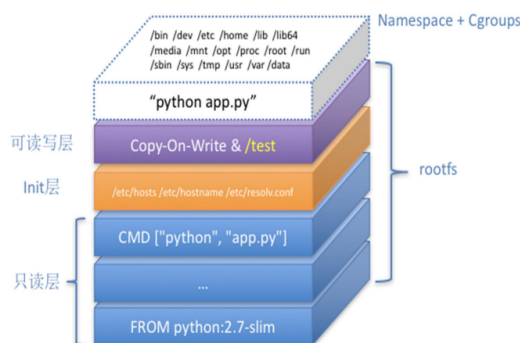 Namespace + Cgroups
/bin /dev /etc /home /lib /lib64
/media /mnt /opt /proc /root /run
/sbin /sys /tmp /usr /var /data
“python app.py”
可读写层
Copy-On-Write & /test
rootfs
Init层
/etc/hosts /etc/hostname /etc/resolv.conf
CMD ["python", "app.py"]
只读层
...
FROM python:2.7-slim